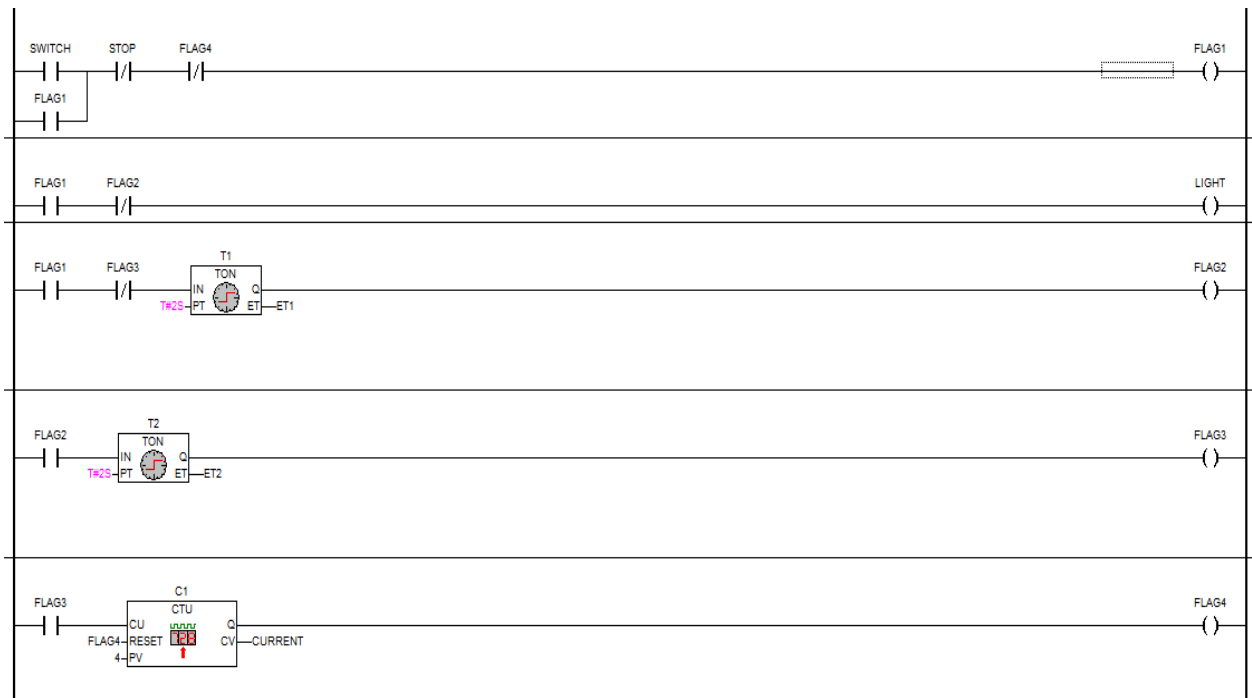 SWITCH STOP FLAG4 FLAG1
FLAG1
FLAG1 FLAG2 LIGHT
T1
FLAG1 FLAG3 TON FLAG2
IN Q
T#2S PT ET ET1
T2
FLAG2 TON FLAG3
IN Q
T#2S PT ET ET2
C1
FLAG3 CTU FLAG4
CU Q
FLAG4 RESET CV CURRENT
4 PV